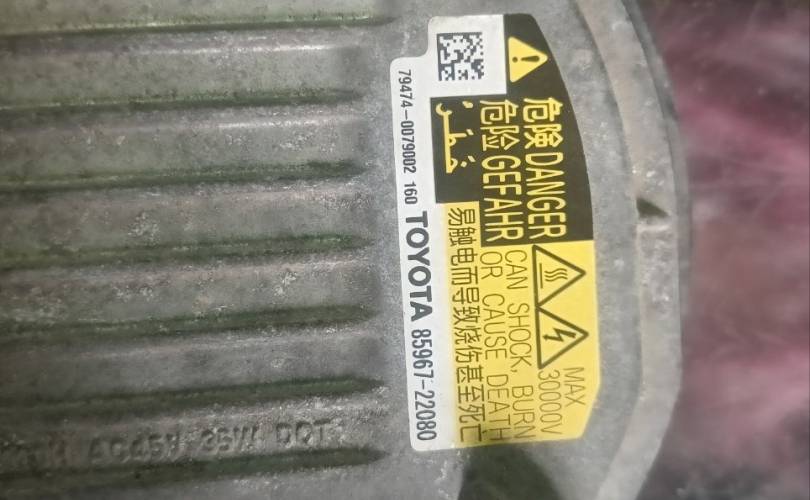 危険 DANGER
危险 GEFAHR
خطر
MAX
30000V
CAN SHOCK, BURN
OR CAUSE DEATH
易触电而导致烧伤甚至死亡
79474-0079002 160 TOYOTA 85967-22080
AC45V 35W DOT